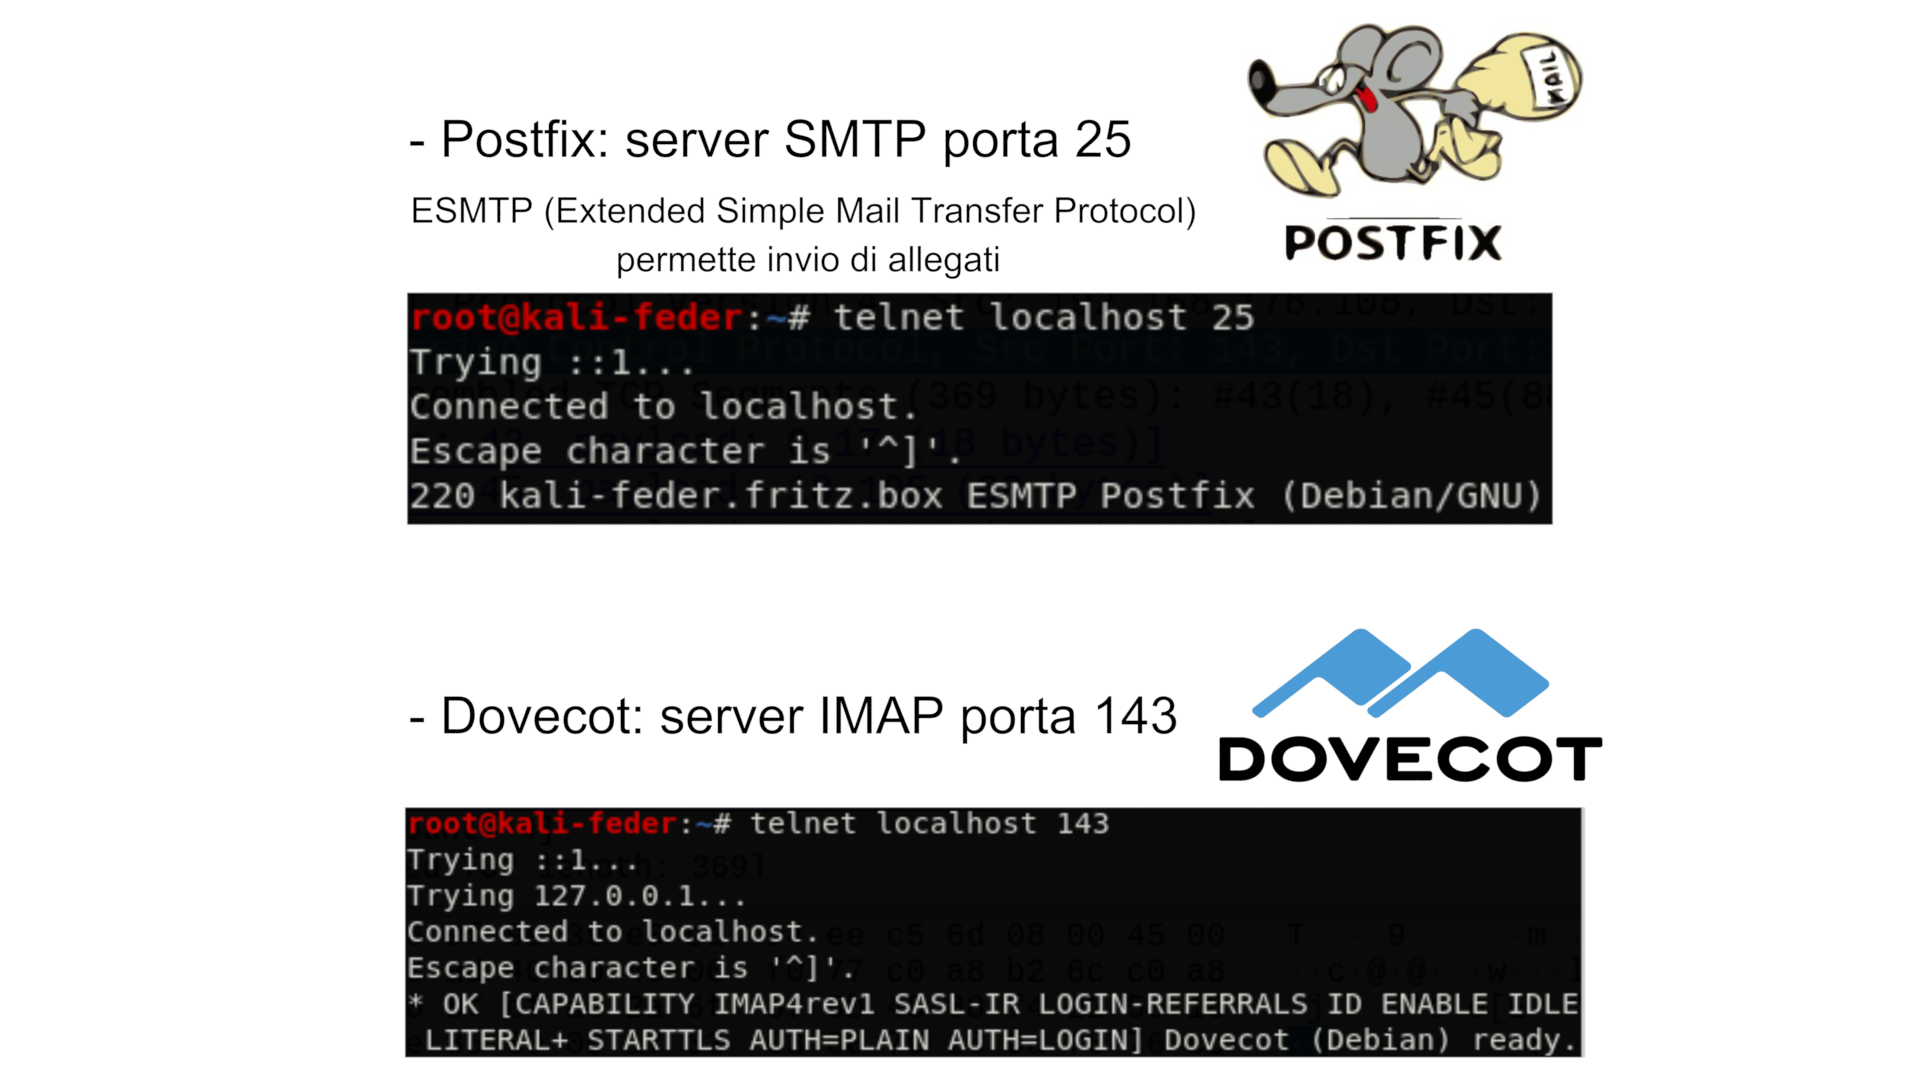 MAIL
- Postfix: server SMTP porta 25
ESMTP (Extended Simple Mail Transfer Protocol)
permette invio di allegati
POSTFIX
root@kali-feder:~# telnet localhost 25
Trying ::1...
Connected to localhost.
Escape character is '^]'.
220 kali-feder.fritz.box ESMTP Postfix (Debian/GNU)
- Dovecot: server IMAP porta 143
DOVECOT
root@kali-feder:~# telnet localhost 143
Trying ::1...
Trying 127.0.0.1...
Connected to localhost.
Escape character is '^]'.
* OK [CAPABILITY IMAP4rev1 SASL-IR LOGIN-REFERRALS ID ENABLE IDLE
LITERAL+ STARTTLS AUTH=PLAIN AUTH=LOGIN] Dovecot (Debian) ready.